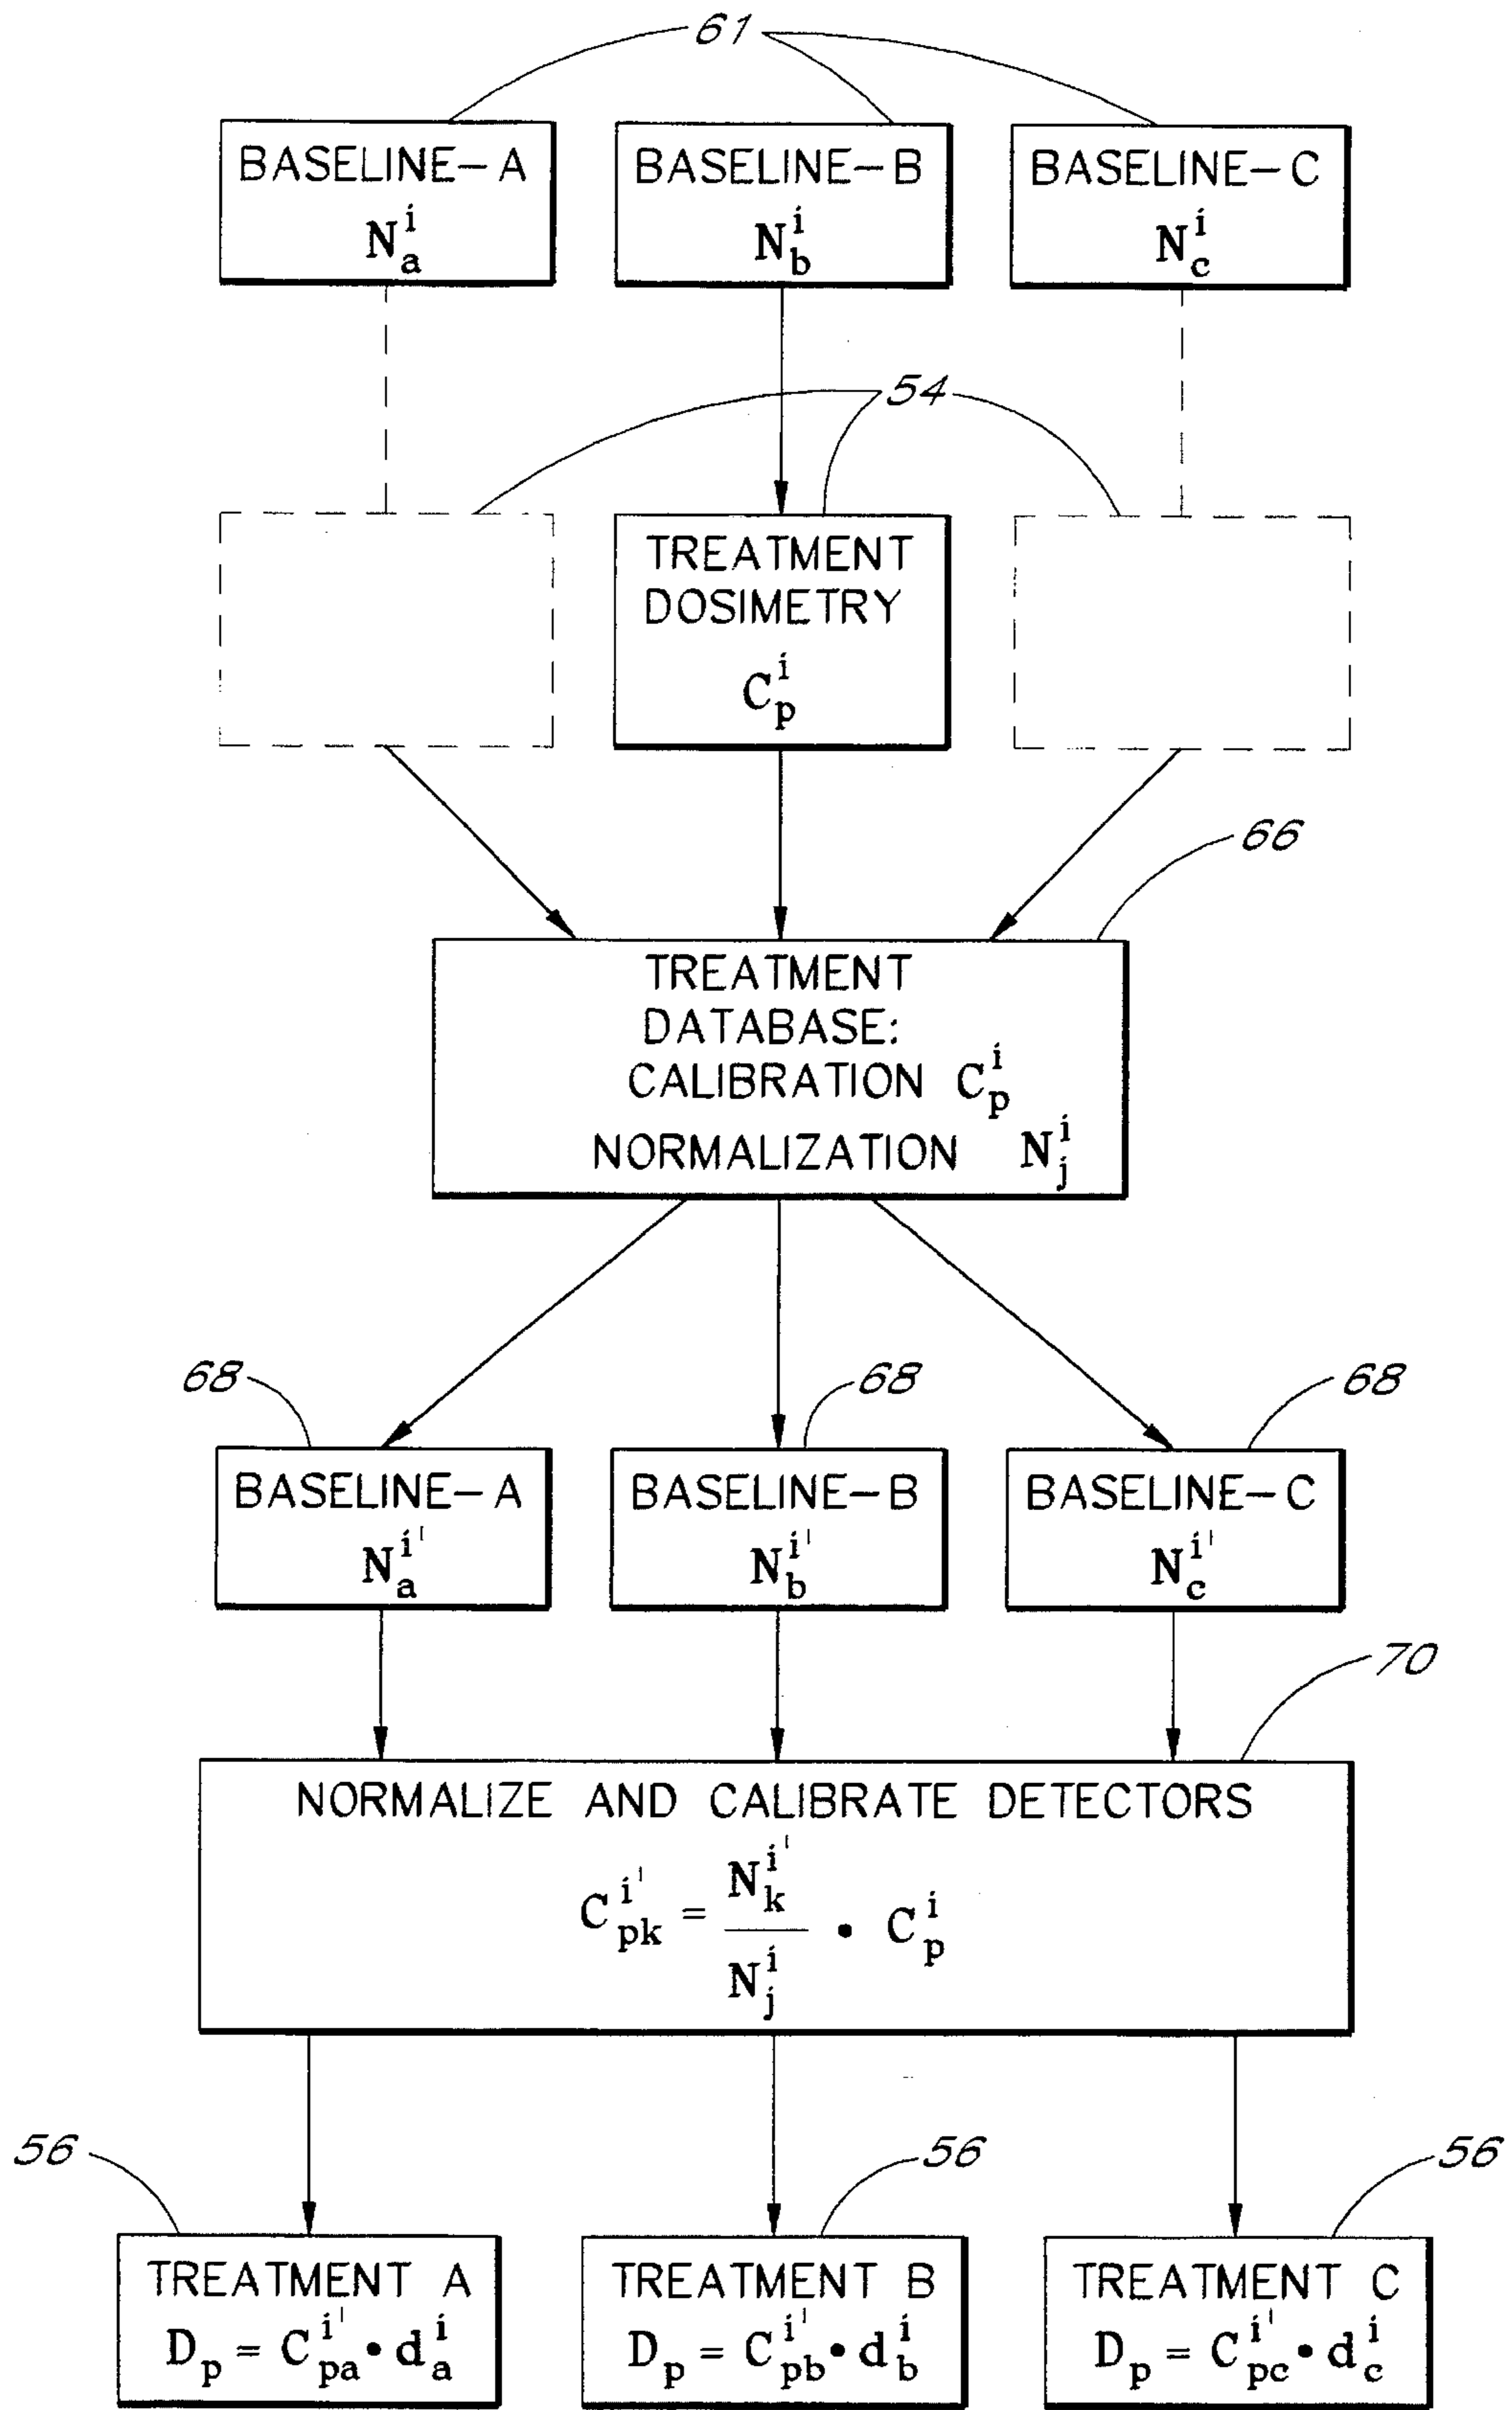 61
BASELINE-A
N_a^i
BASELINE-B
N_b^i
BASELINE-C
N_c^i
54
TREATMENT
DOSIMETRY
C_p^i
66
TREATMENT
DATABASE:
CALIBRATION C_p^i
NORMALIZATION N_j^i
68
68
68
BASELINE-A
N_a^i'
BASELINE-B
N_b^i'
BASELINE-C
N_c^i'
70
NORMALIZE AND CALIBRATE DETECTORS
C_pk^i' = N_k^i' / N_j^i • C_p^i
56
56
56
TREATMENT A
D_p = C_pa^i' • d_a^i
TREATMENT B
D_p = C_pb^i' • d_b^i
TREATMENT C
D_p = C_pc^i' • d_c^i